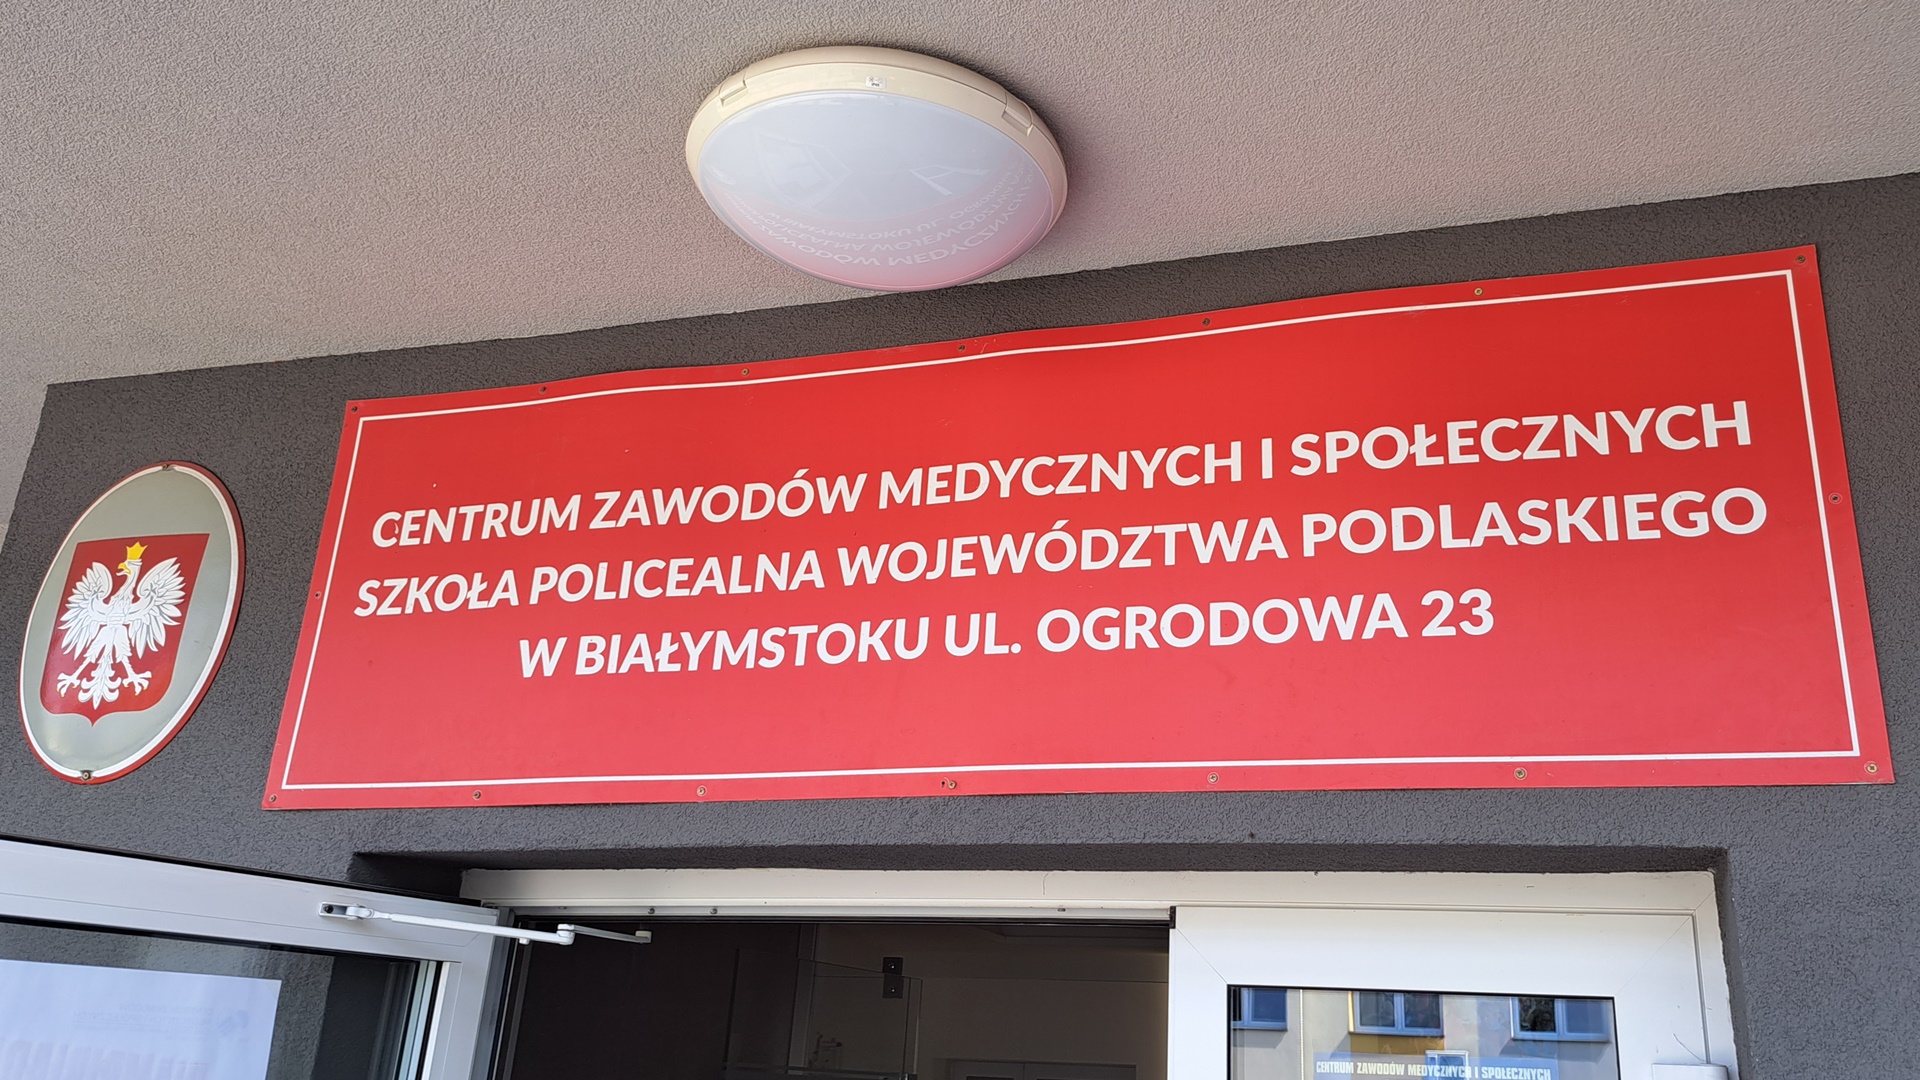 CENTRUM ZAWODÓW MEDYCZNYCH I SPOŁECZNYCH
SZKOŁA POLICEALNA WOJEWÓDZTWA PODLASKIEGO
W BIAŁYMSTOKU UL. OGRODOWA 23
CENTRUM ZAWODÓW MEDYCZNYCH I SPOŁECZNYCH